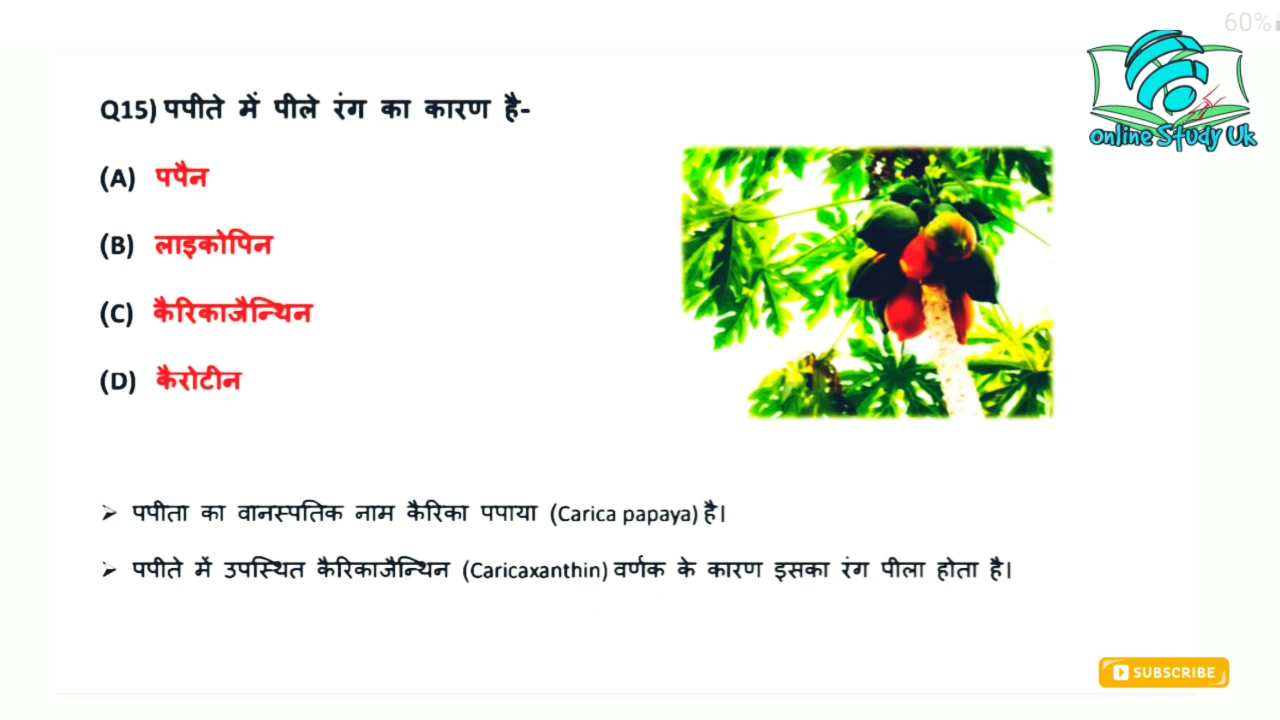 60%
Online Study Uk
Q15) पपीते में पीले रंग का कारण है-
(A) पपैन
(B) लाइकोपिन
(C) कैरिकाजैन्थिन
(D) कैरोटीन
➢ पपीता का वानस्पतिक नाम कैरिका पपाया (Carica papaya) है।
➢ पपीते में उपस्थित कैरिकाजैन्थिन (Caricaxanthin) वर्णक के कारण इसका रंग पीला होता है।
SUBSCRIBE